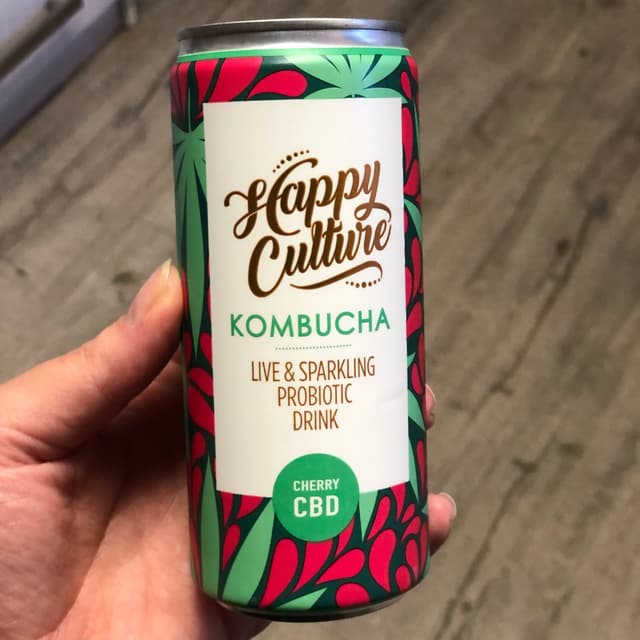 Happy
Culture
KOMBUCHA
LIVE & SPARKLING
PROBIOTIC
DRINK
CHERRY
CBD